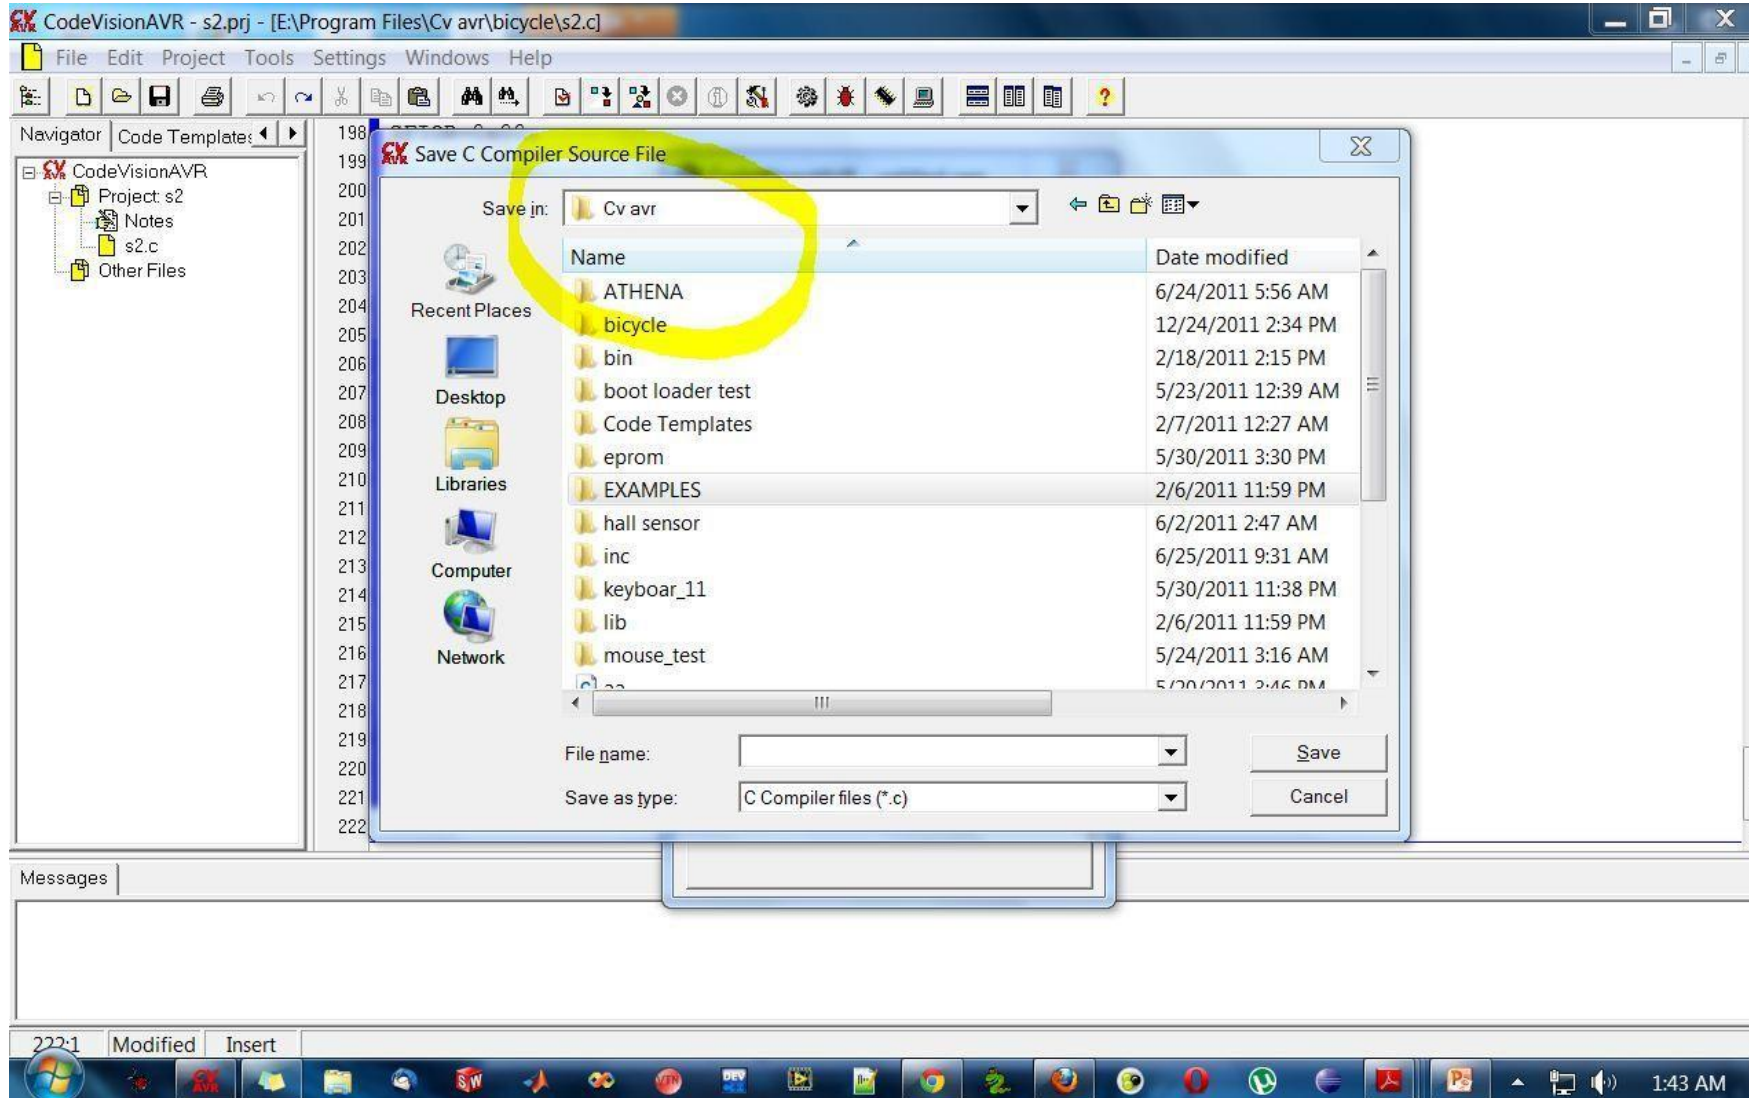 CodeVisionAVR - s2.prj - [E:\Program Files\Cv avr\bicycle\s2.c]
File Edit Project Tools Settings Windows Help
Navigator
Code Templates
CodeVisionAVR
Project: s2
Notes
s2.c
Other Files
198
199
200
201
202
203
204
205
206
207
208
209
210
211
212
213
214
215
216
217
218
219
220
221
222
Save C Compiler Source File
Save in: Cv avr
Recent Places
Desktop
Libraries
Computer
Network
Name Date modified
ATHENA 6/24/2011 5:56 AM
bicycle 12/24/2011 2:34 PM
bin 2/18/2011 2:15 PM
boot loader test 5/23/2011 12:39 AM
Code Templates 2/7/2011 12:27 AM
eprom 5/30/2011 3:30 PM
EXAMPLES 2/6/2011 11:59 PM
hall sensor 6/2/2011 2:47 AM
inc 6/25/2011 9:31 AM
keyboar_11 5/30/2011 11:38 PM
lib 2/6/2011 11:59 PM
mouse_test 5/24/2011 3:16 AM
5/20/2011 3:46 PM
File name: Save
Save as type: C Compiler files (*.c) Cancel
Messages
222:1 Modified Insert
1:43 AM